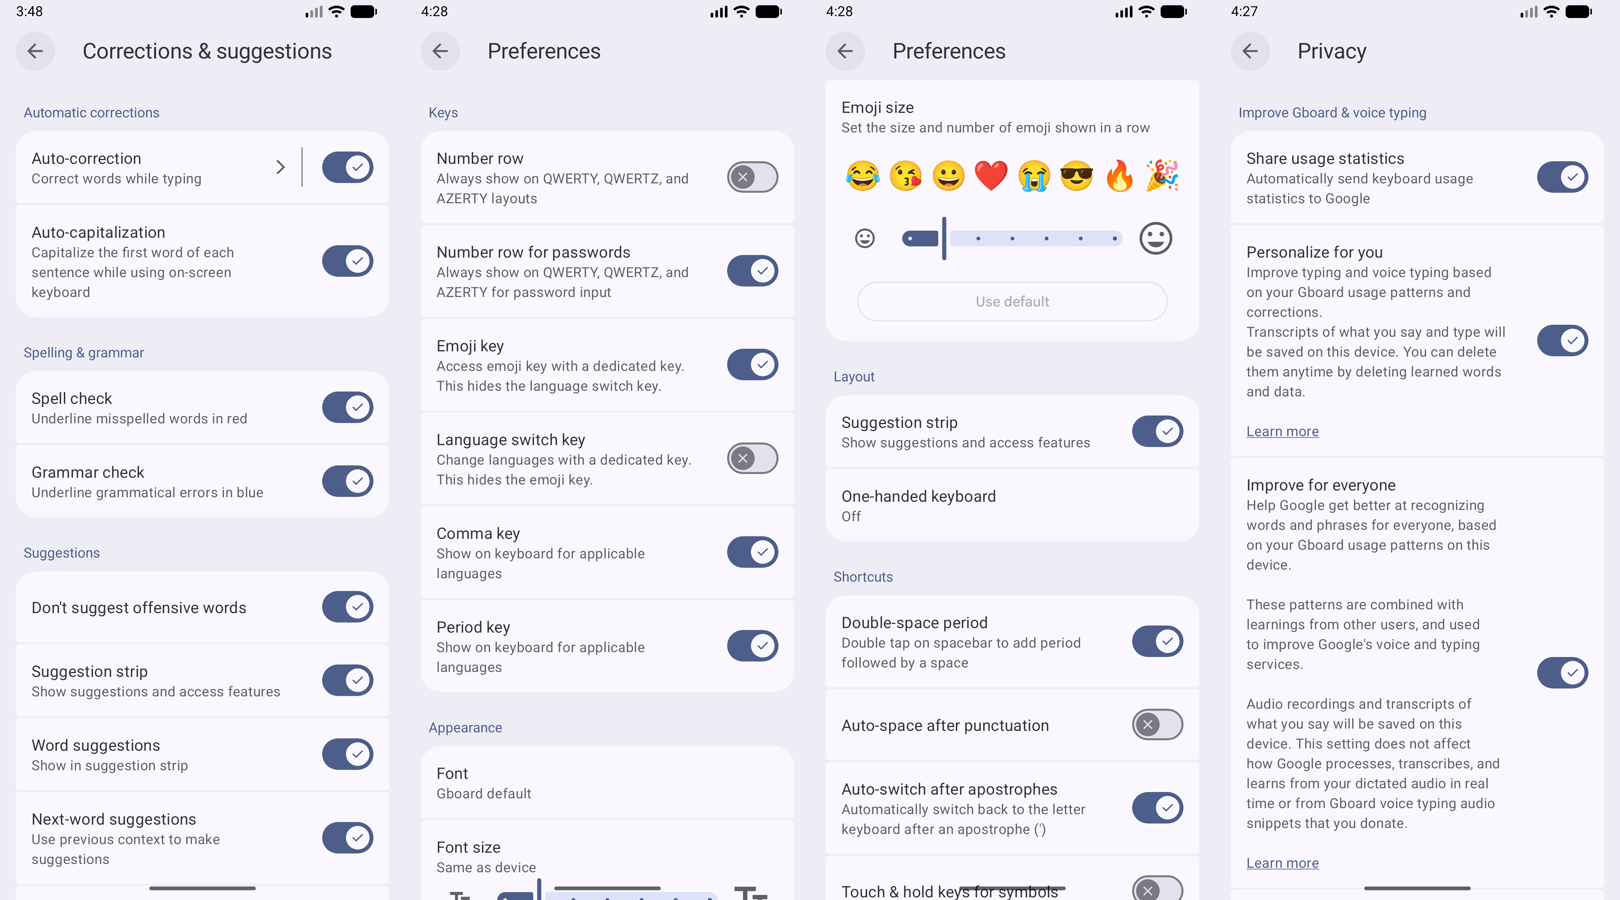 3:48
Corrections & suggestions
Automatic corrections
Auto-correction
Correct words while typing
Auto-capitalization
Capitalize the first word of each
sentence while using on-screen
keyboard
Spelling & grammar
Spell check
Underline misspelled words in red
Grammar check
Underline grammatical errors in blue
Suggestions
Don't suggest offensive words
Suggestion strip
Show suggestions and access features
Word suggestions
Show in suggestion strip
Next-word suggestions
Use previous context to make
suggestions
4:28
Preferences
Keys
Number row
Always show on QWERTY, QWERTZ, and
AZERTY layouts
Number row for passwords
Always show on QWERTY, QWERTZ, and
AZERTY for password input
Emoji key
Access emoji key with a dedicated key.
This hides the language switch key.
Language switch key
Change languages with a dedicated key.
This hides the emoji key.
Comma key
Show on keyboard for applicable
languages
Period key
Show on keyboard for applicable
languages
Appearance
Font
Gboard default
Font size
Same as device
4:28
Preferences
Emoji size
Set the size and number of emoji shown in a row
Use default
Layout
Suggestion strip
Show suggestions and access features
One-handed keyboard
Off
Shortcuts
Double-space period
Double tap on spacebar to add period
followed by a space
Auto-space after punctuation
Auto-switch after apostrophes
Automatically switch back to the letter
keyboard after an apostrophe (')
Touch & hold keys for symbols
4:27
Privacy
Improve Gboard & voice typing
Share usage statistics
Automatically send keyboard usage
statistics to Google
Personalize for you
Improve typing and voice typing based
on your Gboard usage patterns and
corrections.
Transcripts of what you say and type will
be saved on this device. You can delete
them anytime by deleting learned words
and data.
Learn more
Improve for everyone
Help Google get better at recognizing
words and phrases for everyone, based
on your Gboard usage patterns on this
device.
These patterns are combined with
learnings from other users, and used
to improve Google's voice and typing
services.
Audio recordings and transcripts of
what you say will be saved on this
device. This setting does not affect
how Google processes, transcribes, and
learns from your dictated audio in real
time or from Gboard voice typing audio
snippets that you donate.
Learn more